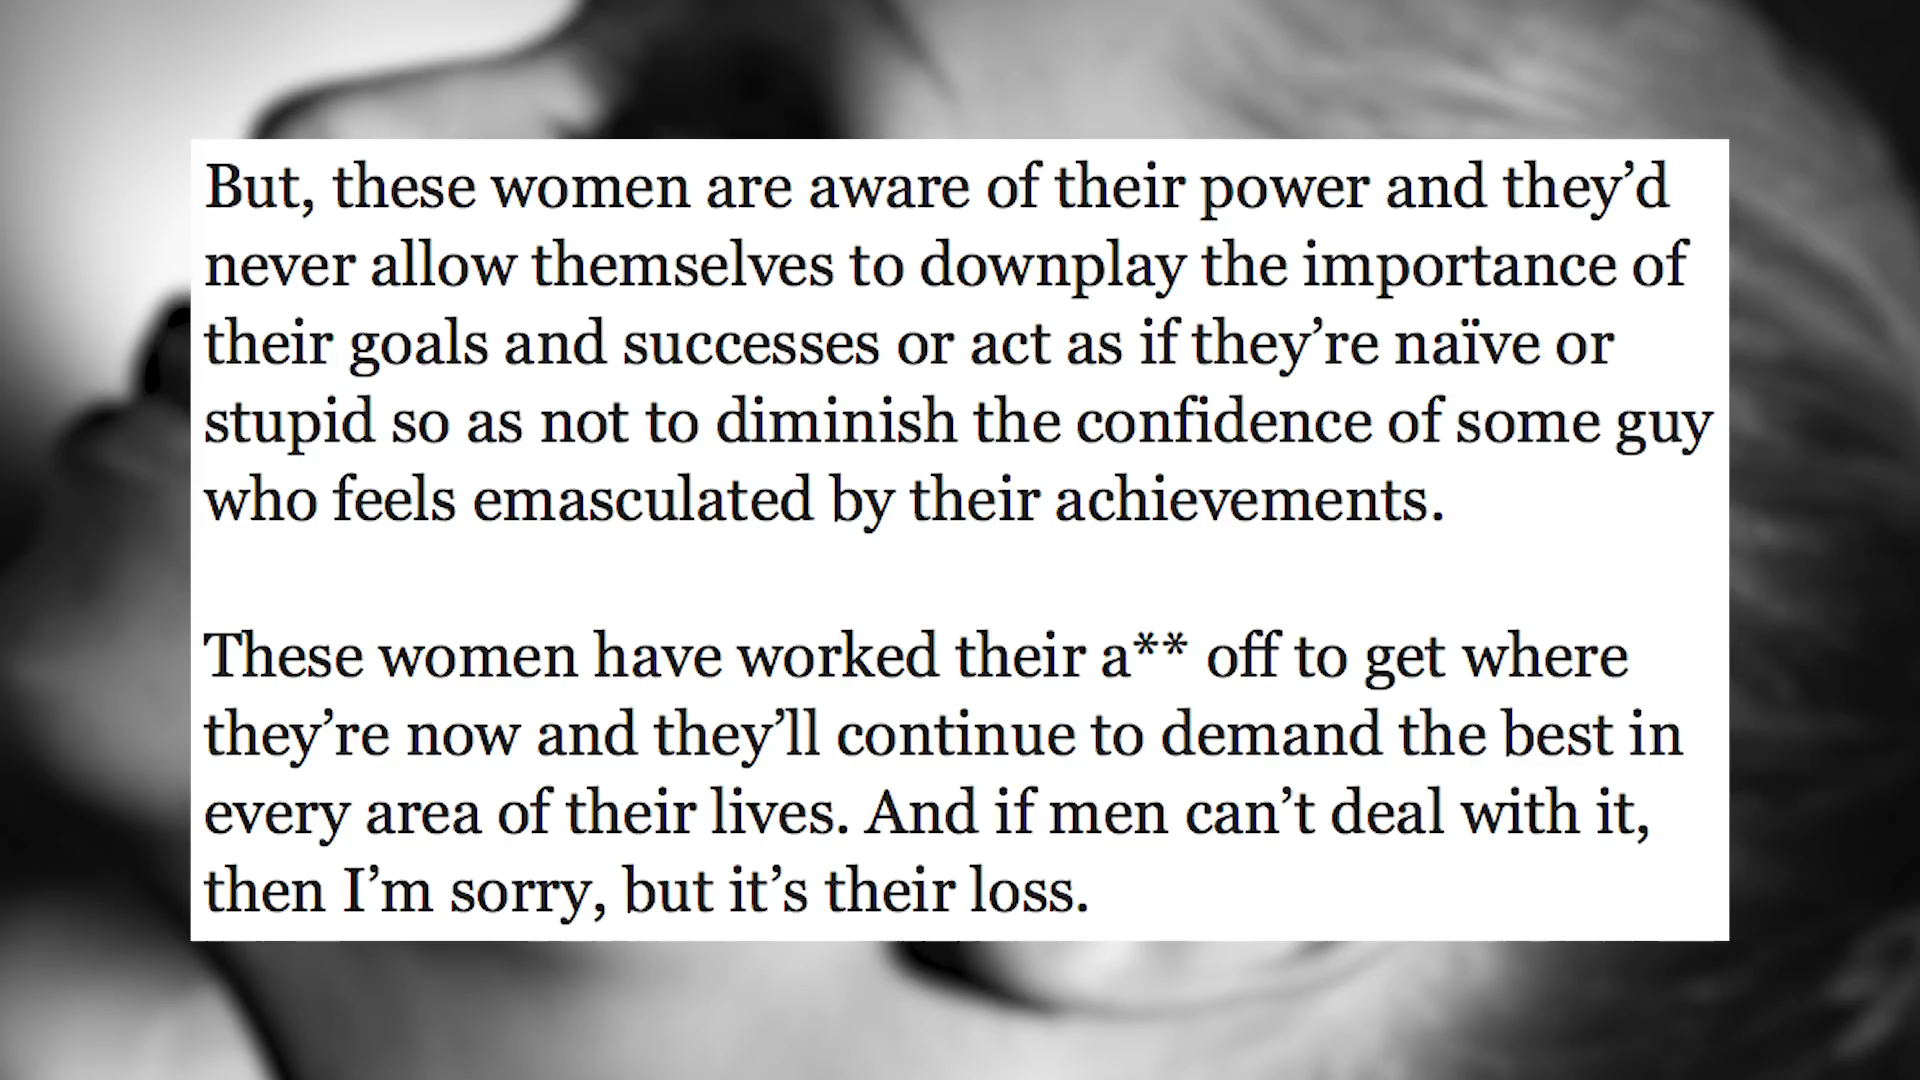 But, these women are aware of their power and they’d
never allow themselves to downplay the importance of
their goals and successes or act as if they’re naïve or
stupid so as not to diminish the confidence of some guy
who feels emasculated by their achievements.
These women have worked their a** off to get where
they’re now and they’ll continue to demand the best in
every area of their lives. And if men can’t deal with it,
then I’m sorry, but it’s their loss.